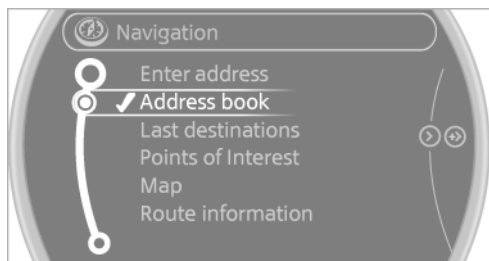 Navigation
Enter address
Address book
Last destinations
Points of Interest
Map
Route information